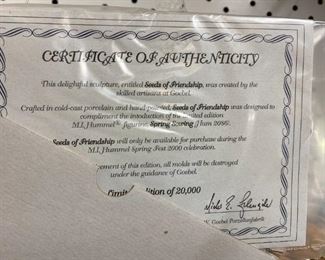 CERTIFICATE OF AUTHENTICITY
This delightful sculpture, entitled Seeds of Friendship, was created by the
skilled artisans at Goebel.
Crafted in cold-cast porcelain and hand-painted, Seeds of Friendship was designed to
compliment the intoduction of the limited edition
M.I. Hummel® figurine, Spring Sowing (Hum
Seeds of Friendship will only be available for purchase during the
M.I. Hummel Spring Fest 2000 celebration.
cement of this edition, all molds will be destroyed
under the guidance of Goebel.
Limited Edition of 20,000
W. Goebel Porzellanfabrik